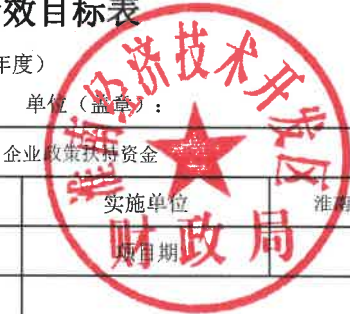 效目标表
年度）
单位（盖章）：
企业政策扶持资金
实施单位
淮南
项目期
淮南经济技术开发区
财政局